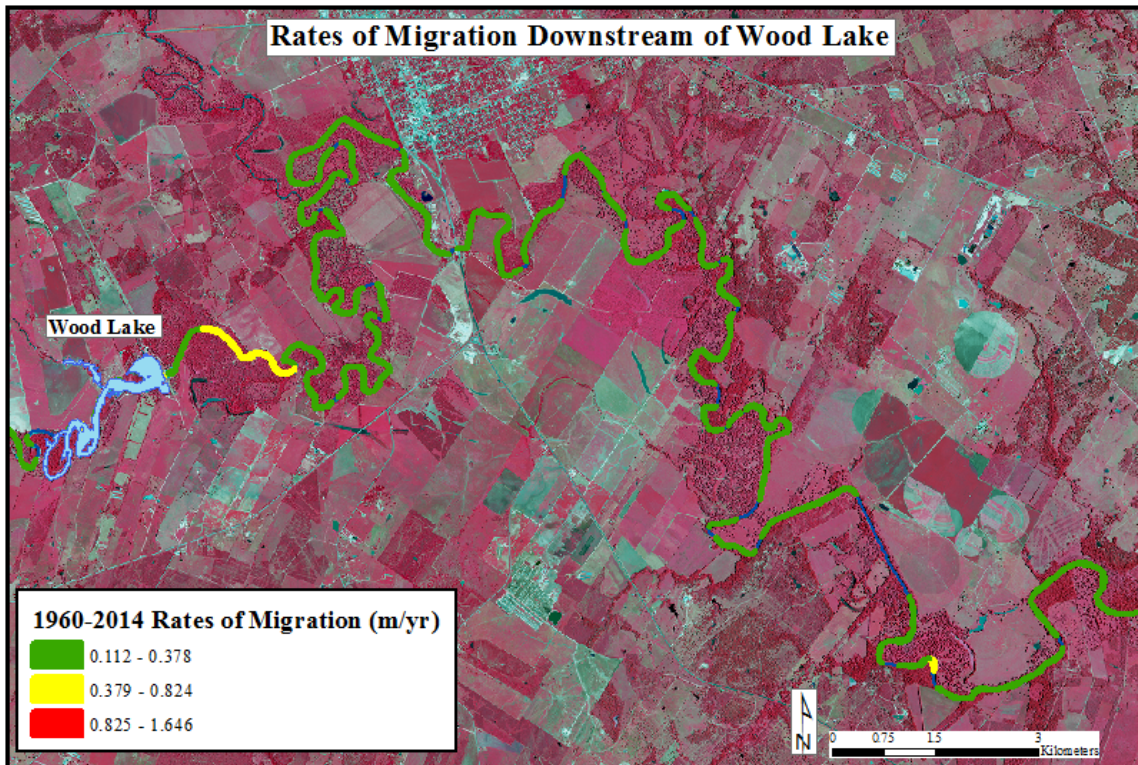 Rates of Migration Downstream of Wood Lake
Wood Lake
1960-2014 Rates of Migration (m/yr)
0.112 - 0.378
0.379 - 0.824
0.825 - 1.646
N
0 0.75 1.5 3
Kilometers